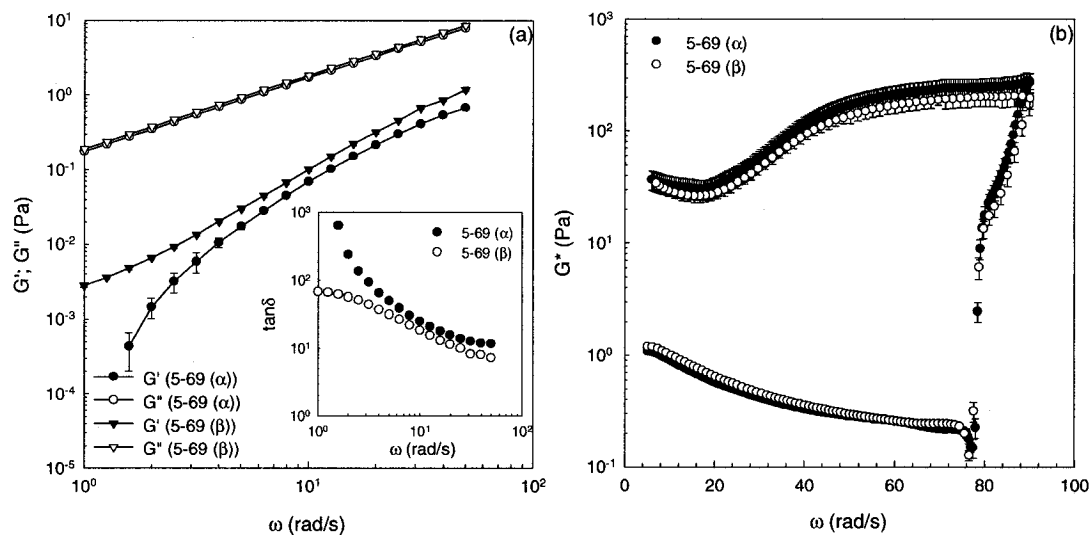 (a)
10¹
10⁰
10⁻¹
10⁻²
10⁻³
10⁻⁴
10⁻⁵
G'; G" (Pa)
G' (5-69 (α))
G" (5-69 (α))
G' (5-69 (β))
G" (5-69 (β))
10⁰ 10¹ 10²
ω (rad/s)
10³
10²
10¹
10⁰
tanδ
5-69 (α)
5-69 (β)
10⁰ 10¹ 10²
ω (rad/s)
(b)
5-69 (α)
5-69 (β)
10³
10²
10¹
10⁰
10⁻¹
G* (Pa)
0 20 40 60 80 100
ω (rad/s)